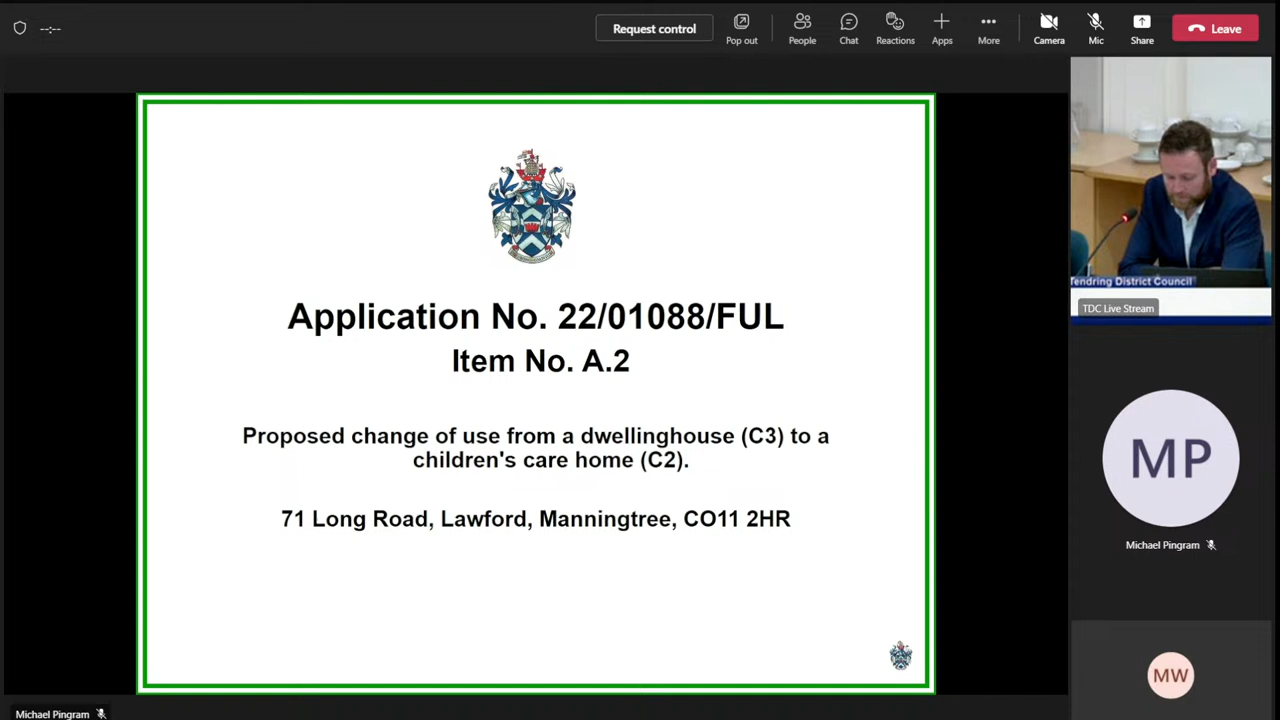 --:--
Request control
Pop out
People
Chat
Reactions
Apps
More
Camera
Mic
Share
Leave
Application No. 22/01088/FUL
Item No. A.2
Proposed change of use from a dwellinghouse (C3) to a
children's care home (C2).
71 Long Road, Lawford, Manningtree, CO11 2HR
Tendring District Council
TDC Live Stream
MP
Michael Pingram
MW
Michael Pingram